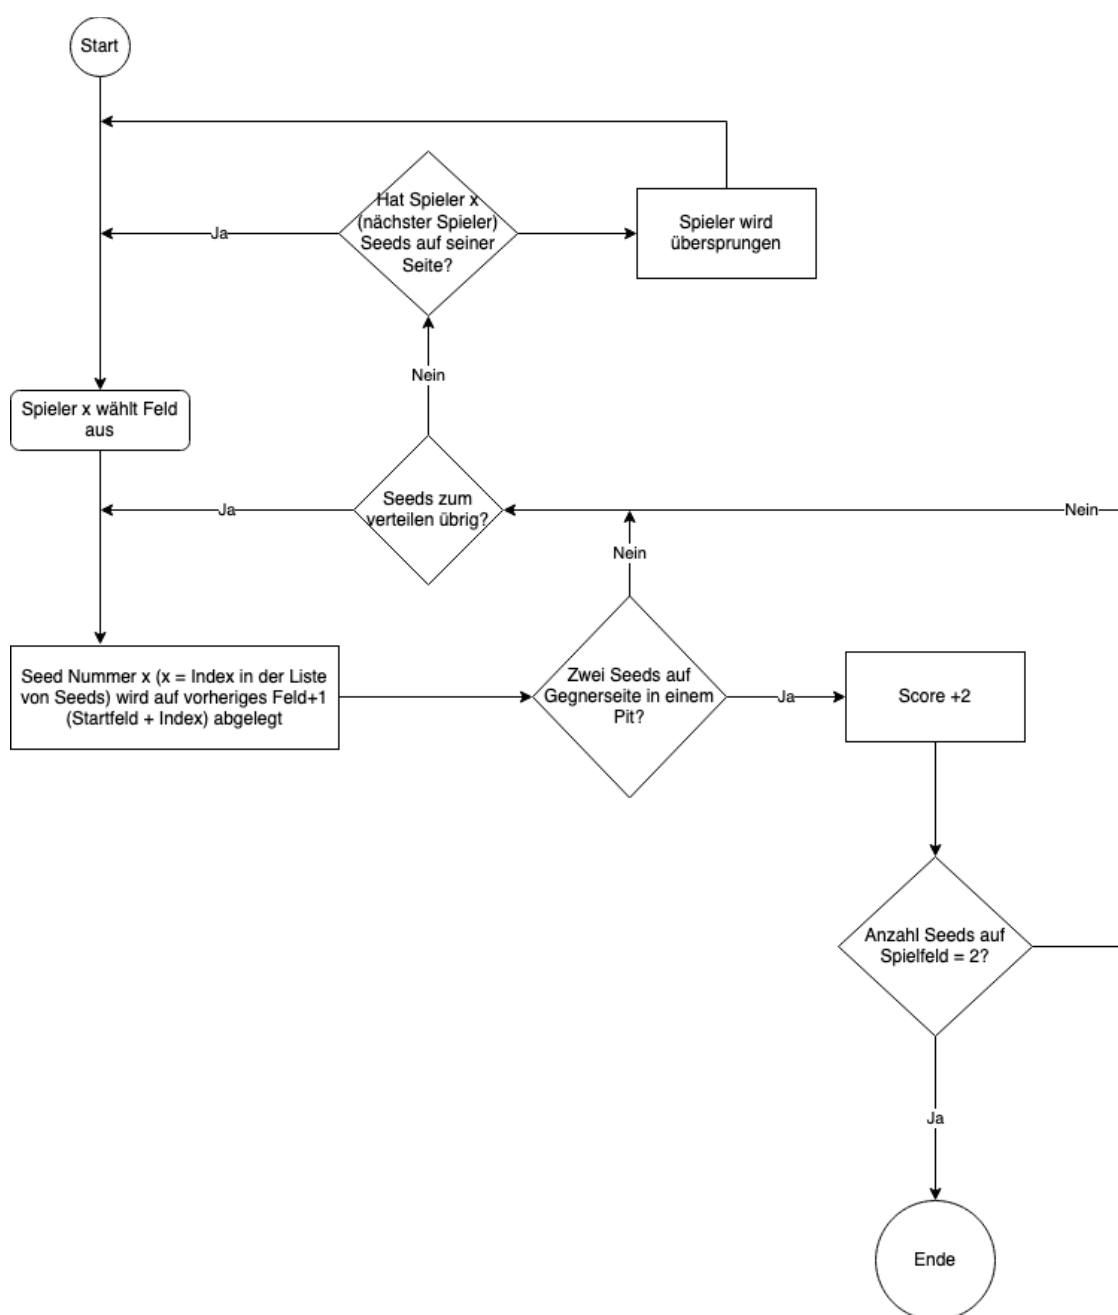 Start
Hat Spieler x
(nächster Spieler)
Seeds auf seiner
Seite?
Ja
Spieler wird
übersprungen
Nein
Spieler x wählt Feld
aus
Seeds zum
verteilen übrig?
Ja
Nein
Nein
Seed Nummer x (x = Index in der Liste
von Seeds) wird auf vorheriges Feld+1
(Startfeld + Index) abgelegt
Zwei Seeds auf
Gegnerseite in einem
Pit?
Ja
Score +2
Anzahl Seeds auf
Spielfeld = 2?
Ja
Ende